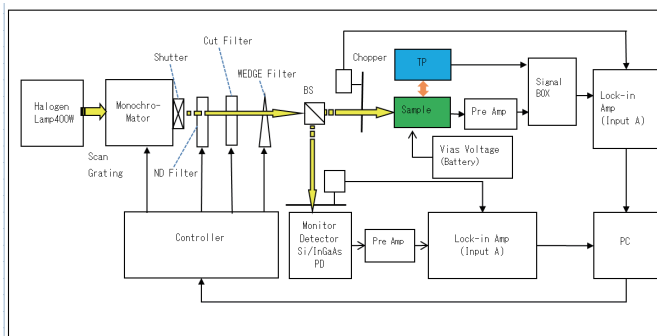 Cut Filter
Shutter
WEDGE Filter
BS
Chopper
TP
Signal
BOX
Halogen
Lamp400W
Monochro-
Mator
Sample
Pre Amp
Lock-in
Amp
(Input A)
Scan
Grating
ND Filter
Vias Voltage
(Battery)
Controller
Monitor
Detector
Si/InGaAs
PD
Pre Amp
Lock-in Amp
(Input A)
PC